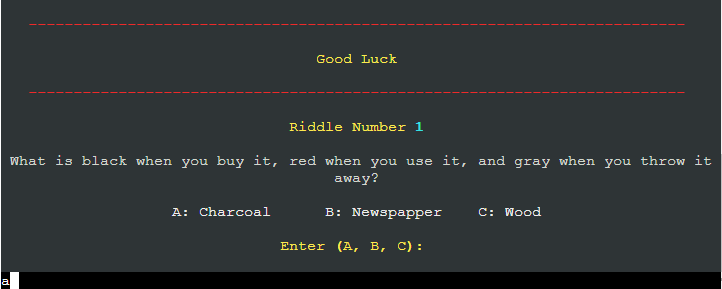 --------------------------------------------------------------------------
Good Luck
--------------------------------------------------------------------------
Riddle Number 1
What is black when you buy it, red when you use it, and gray when you throw it
away?
A: Charcoal      B: Newspapper    C: Wood
Enter (A, B, C):
a